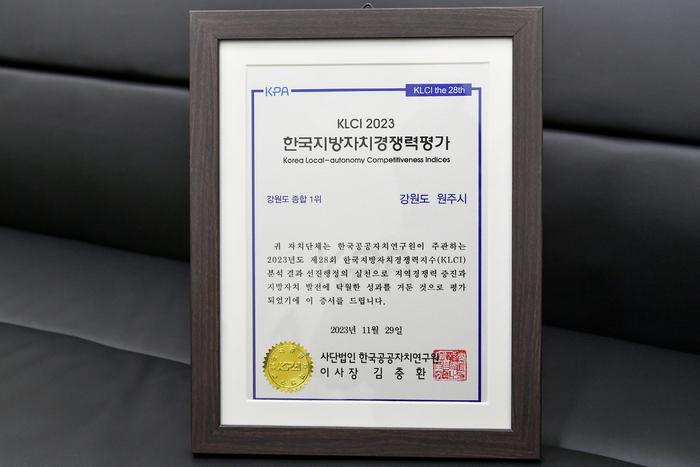 KPA
KLCI the 28th
KLCI 2023
한국지방자치경쟁력평가
Korea Local-autonomy Competitiveness Indices
강원도 종합 1위
강원도 원주시
귀 자치단체는 한국공공자치연구원이 주관하는
2023년도 제28회 한국지방자치경쟁력지수(KLCI)
분석 결과 선진행정의 실천으로 지역경쟁력 증진과
지방자치 발전에 탁월한 성과를 거둔 것으로 평가
되었기에 이 증서를 드립니다.
2023년 11월 29일
사단법인 한국공공자치연구원
이사장 김충환
KPA